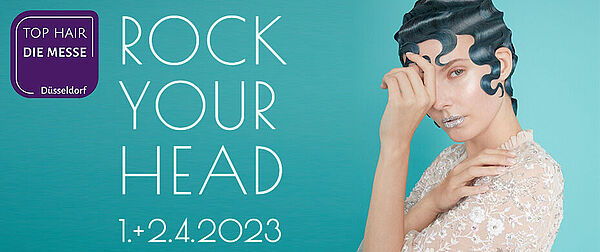 TOP HAIR
DIE MESSE
Düsseldorf
ROCK
YOUR
HEAD
1.+2.4.2023